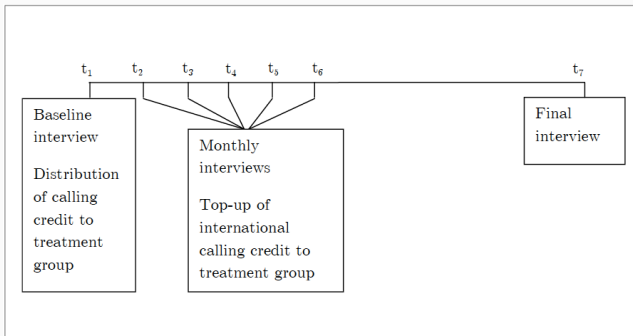 t1 t2 t3 t4 t5 t6 t7
Baseline
interview
Distribution
of calling
credit to
treatment
group
Monthly
interviews
Top-up of
international
calling credit to
treatment group
Final
interview